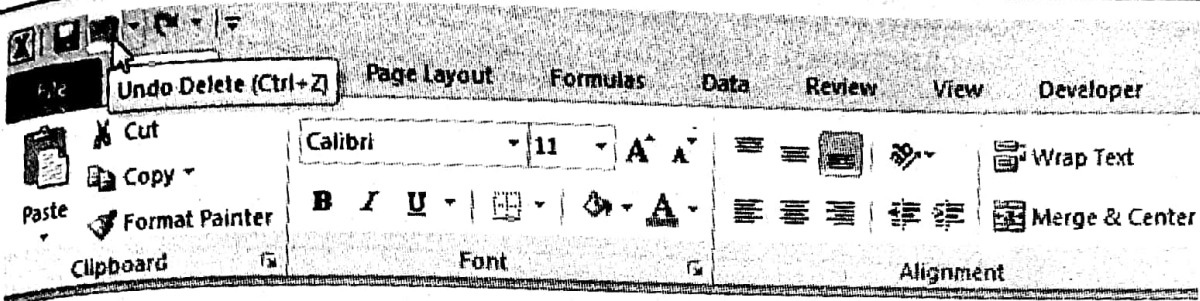 File Undo Delete (Ctrl+Z) Page Layout Formulas Data Review View Developer
Cut Calibri 11 A A Wrap Text
Copy
Paste Format Painter B I U A Merge & Center
Clipboard Font Alignment